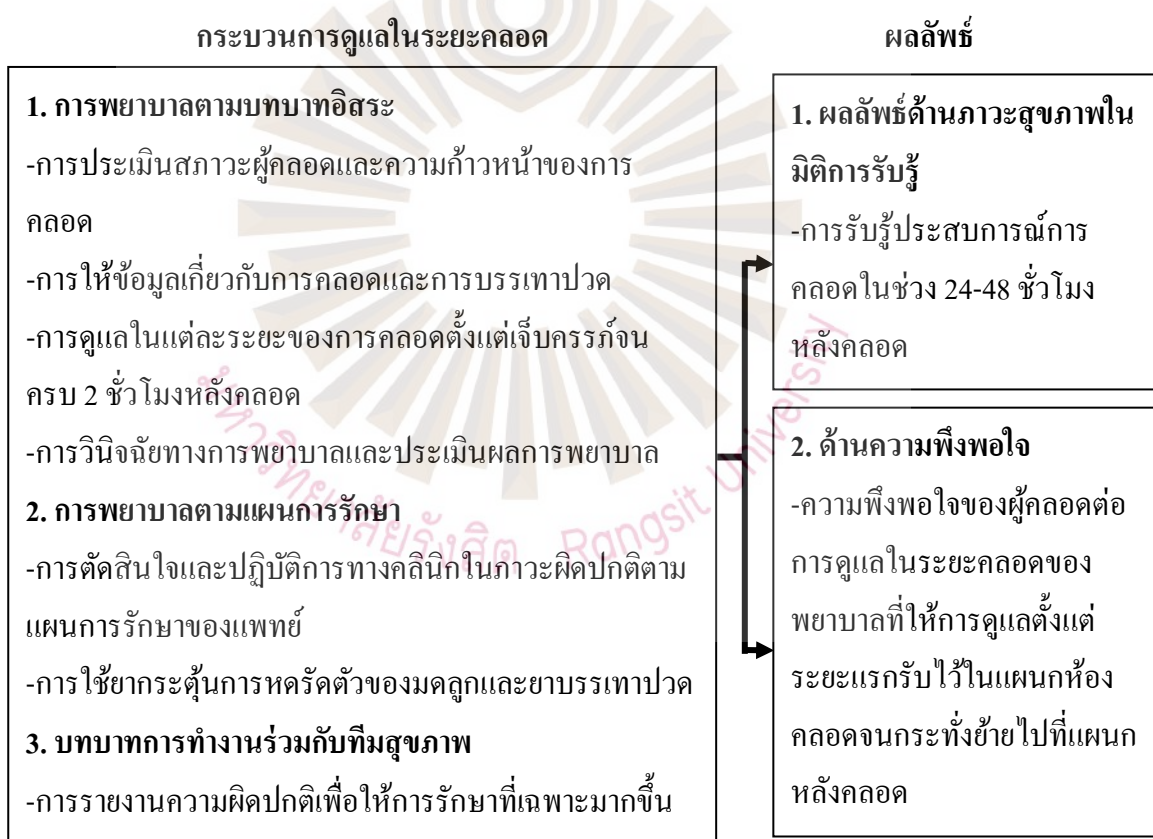 กระบวนการดูแลในระยะคลอด
1. การพยาบาลตามบทบาทอิสระ
-การประเมินสภาวะผู้คลอดและความก้าวหน้าของการ
คลอด
-การให้ข้อมูลเกี่ยวกับการคลอดและการบรรเทาปวด
-การดูแลในแต่ละระยะของการคลอดตั้งแต่เจ็บครรภ์จน
ครบ 2 ชั่วโมงหลังคลอด
-การวินิจฉัยทางการพยาบาลและประเมินผลการพยาบาล
2. การพยาบาลตามแผนการรักษา
-การตัดสินใจและปฏิบัติการทางคลินิกในภาวะผิดปกติตาม
แผนการรักษาของแพทย์
-การใช้ยากระตุ้นการหดรัดตัวของมดลูกและยาบรรเทาปวด
3. บทบาทการทำงานร่วมกับทีมสุขภาพ
-การรายงานความผิดปกติเพื่อให้การรักษาที่เฉพาะมากขึ้น
ผลลัพธ์
1. ผลลัพธ์ด้านภาวะสุขภาพใน
มิติการรับรู้
-การรับรู้ประสบการณ์การ
คลอดในช่วง 24-48 ชั่วโมง
หลังคลอด
2. ด้านความพึงพอใจ
-ความพึงพอใจของผู้คลอดต่อ
การดูแลในระยะคลอดของ
พยาบาลที่ให้การดูแลตั้งแต่
ระยะแรกรับไว้ในแผนกห้อง
คลอดจนกระทั่งย้ายไปที่แผนก
หลังคลอด
มหาวิทยาลัยรังสิต Rangsit University